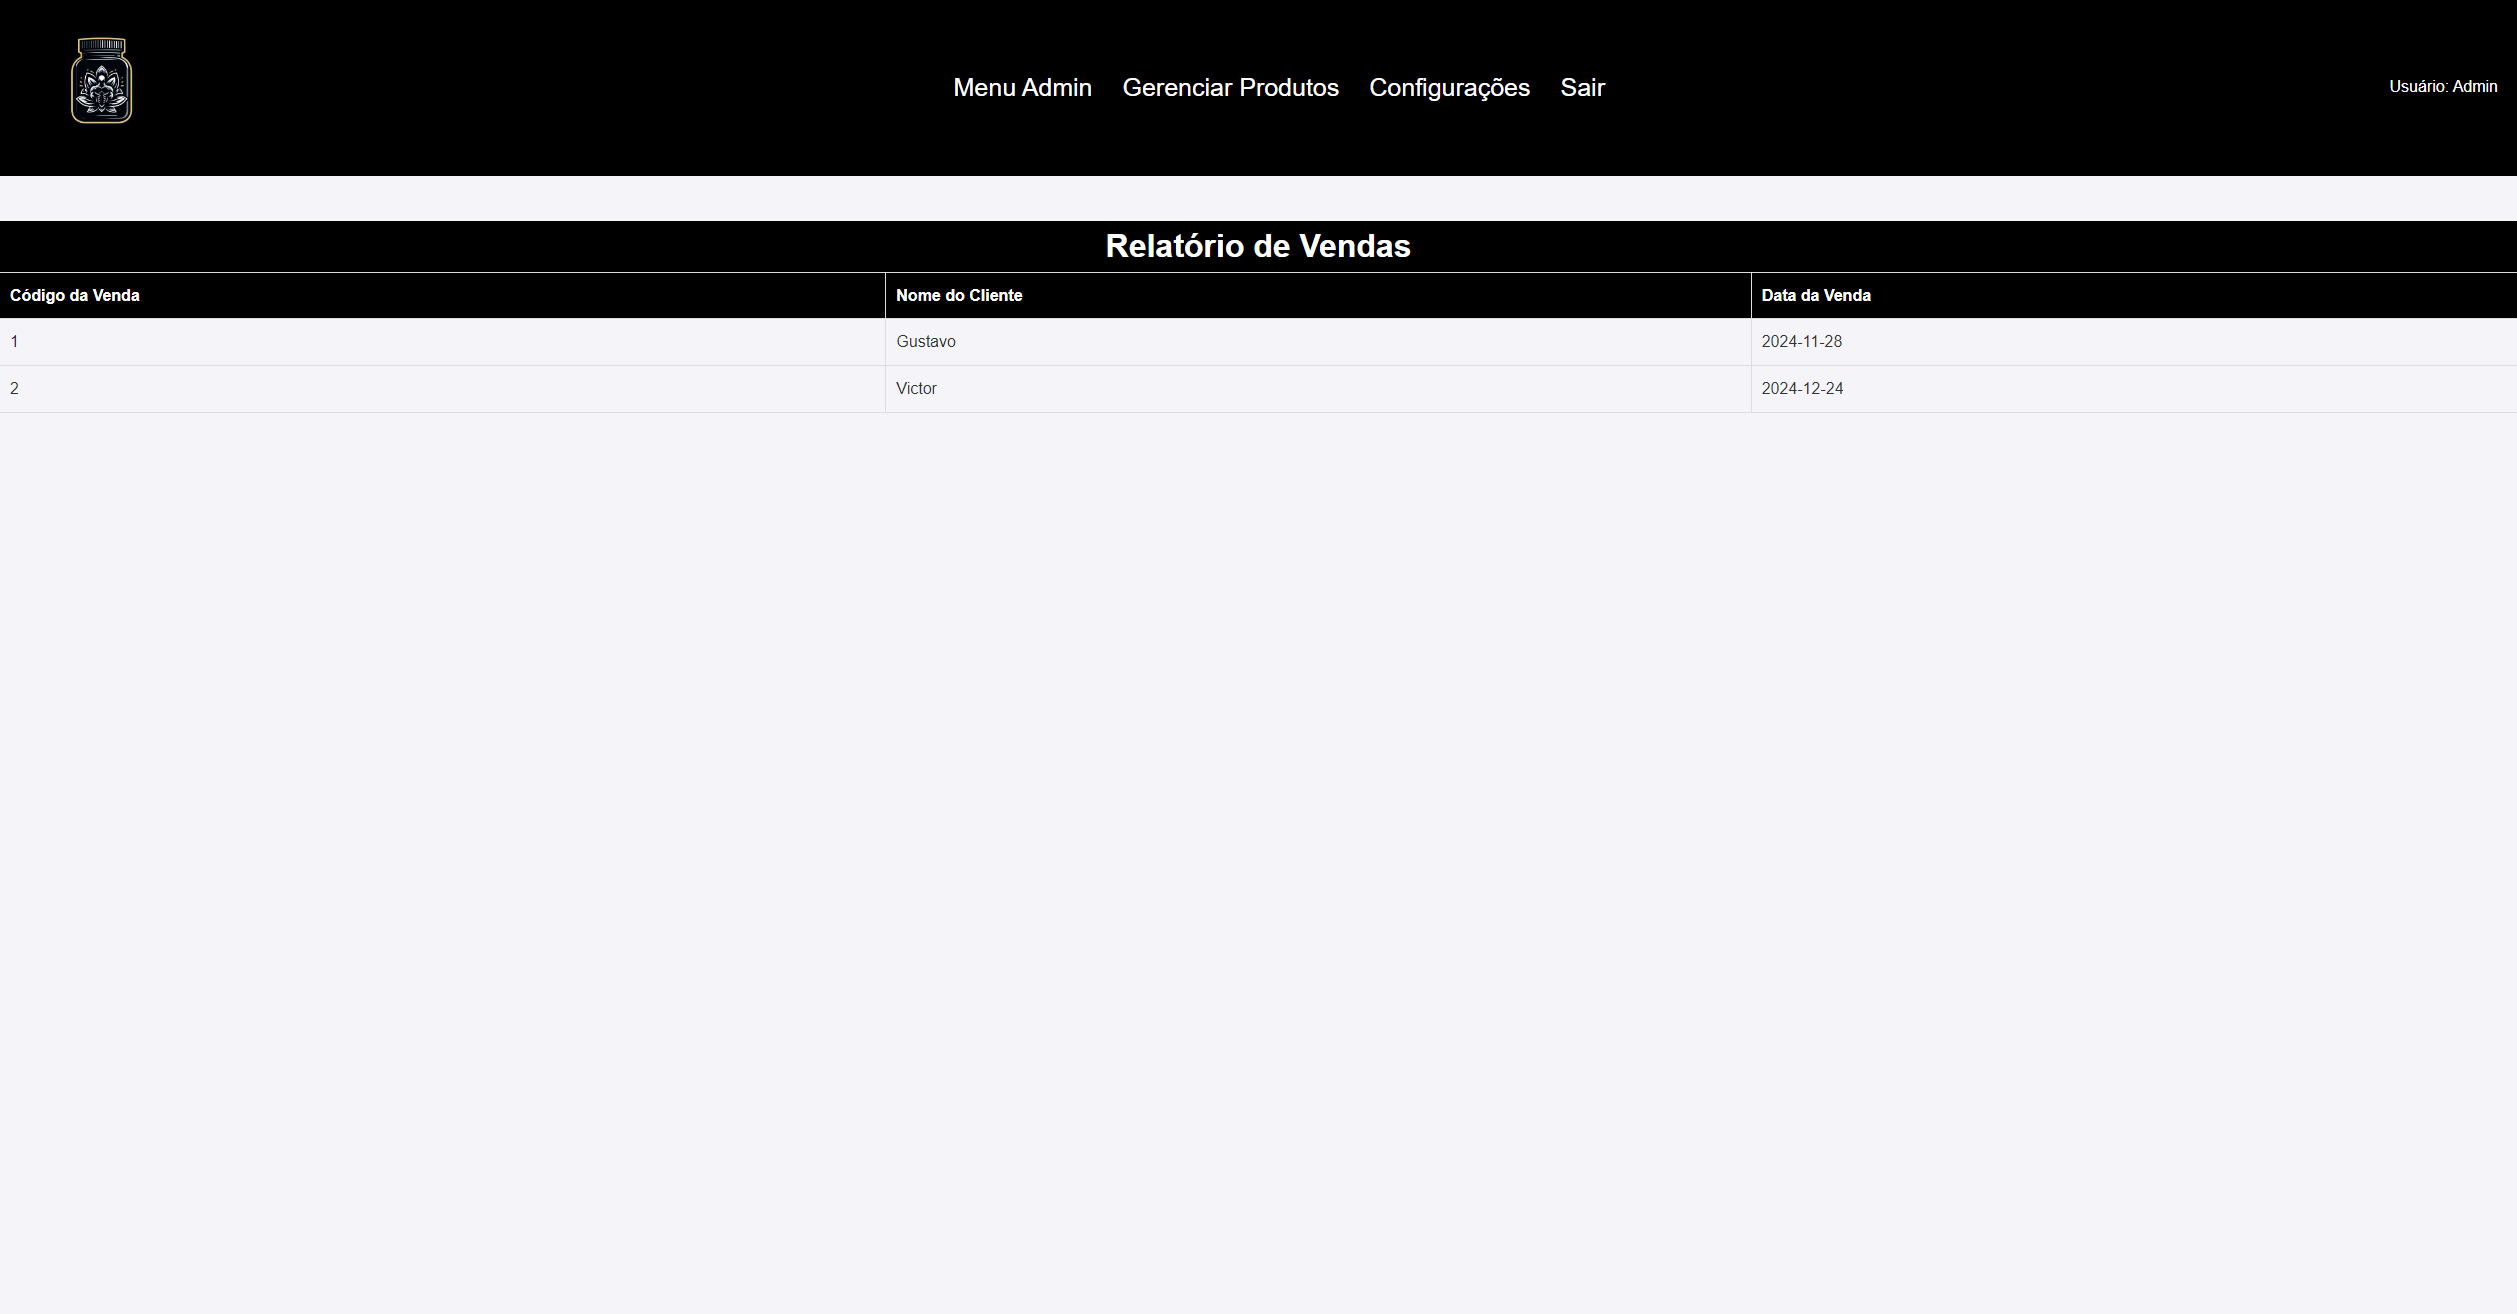 Menu Admin Gerenciar Produtos Configurações Sair Usuário: Admin
Relatório de Vendas
Código da Venda Nome do Cliente Data da Venda
1 Gustavo 2024-11-28
2 Victor 2024-12-24